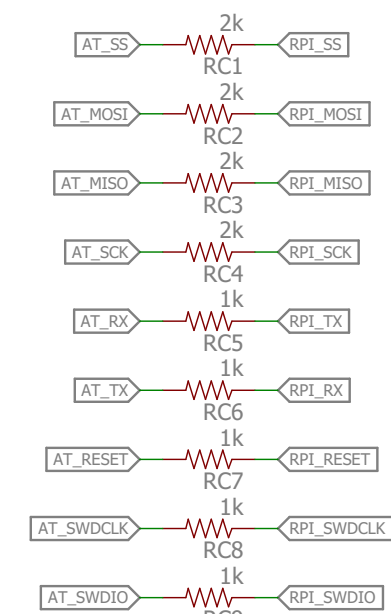 2k
AT_SS RPI_SS
RC1
2k
AT_MOSI RPI_MOSI
RC2
2k
AT_MISO RPI_MISO
RC3
2k
AT_SCK RPI_SCK
RC4
1k
AT_RX RPI_TX
RC5
1k
AT_TX RPI_RX
RC6
1k
AT_RESET RPI_RESET
RC7
1k
AT_SWDCLK RPI_SWDCLK
RC8
1k
AT_SWDIO RPI_SWDIO